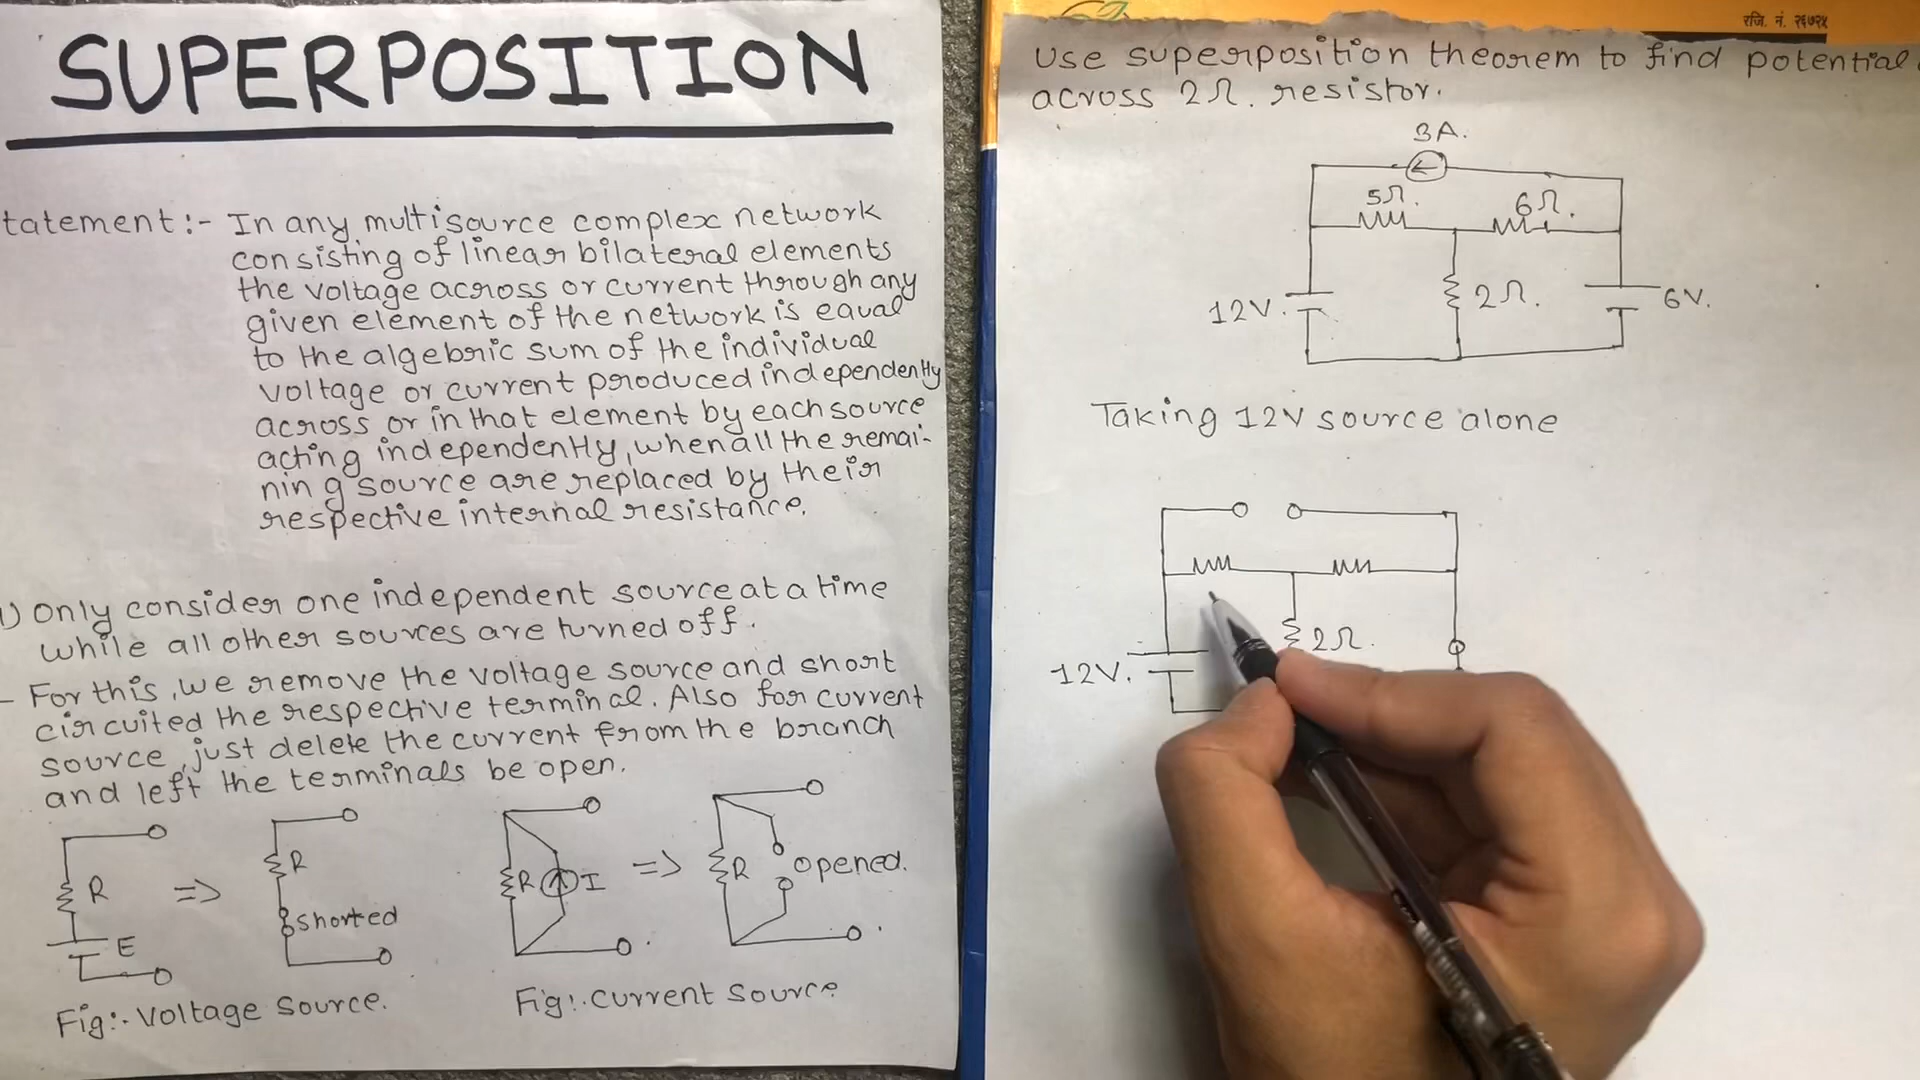 SUPERPOSITION
tatement:- In any multisource complex network
consisting of linear bilateral elements
the voltage across or current through any
given element of the network is equal
to the algebric sum of the individual
voltage or current produced independently
across or in that element by each source
acting independently, when all the remai-
ning source are replaced by their
respective internal resistance.
1) Only consider one independent source at a time
while all other sources are turned off.
- For this, we remove the voltage source and short
circuited the respective terminal. Also for current
source, just delete the current from the branch
and left the terminals be open.
R
=>
R
shorted
E
Fig:- Voltage Source.
R
I
=>
R
opened.
Fig:- Current Source
रजि. नं. २६७२५
Use superposition theorem to find potential
across 2Ω. resistor.
3A.
5Ω.
6Ω.
12V.
2Ω.
6V.
Taking 12V source alone
2Ω.
12V.